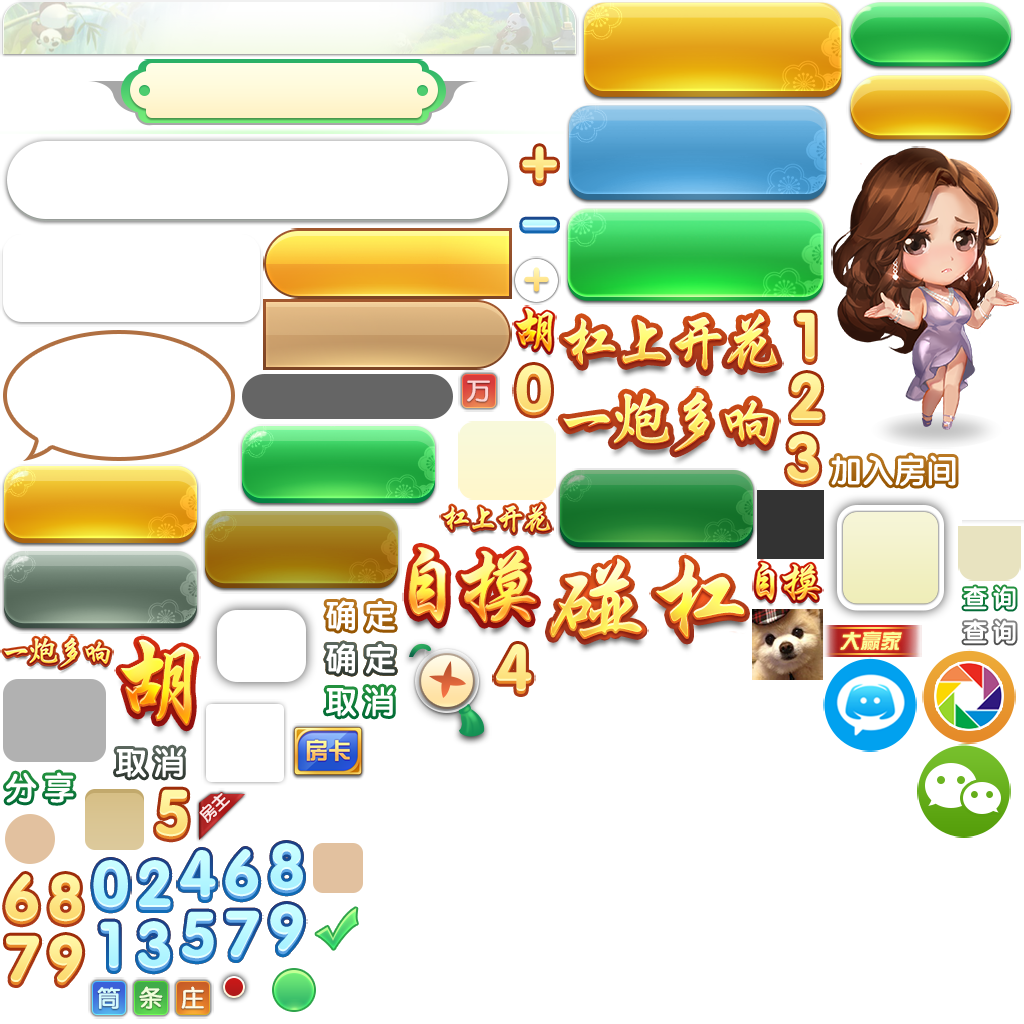 +
-
+
胡
杠上开花
1
0
万
一炮多响
2
3
加入房间
杠上开花
自摸
碰
杠
自摸
查询
查询
确定
确定
取消
大赢家
一炮多响
胡
4
取消
房卡
分享
5
房主
68
02468
79
13579
筒
条
庄